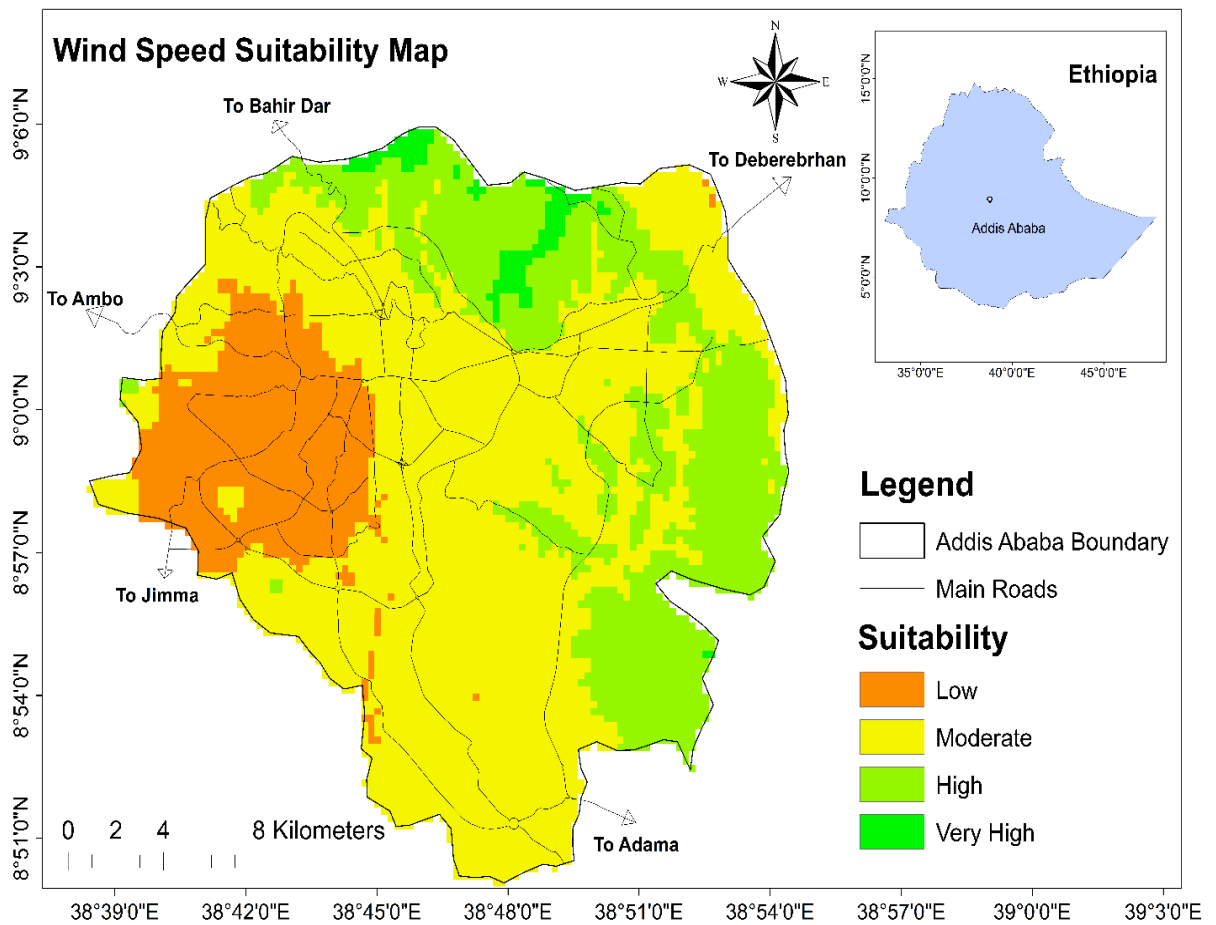 Wind Speed Suitability Map
N
W
E
S
Ethiopia
15°0'0"N
10°0'0"N
5°0'0"N
Addis Ababa
35°0'0"E
40°0'0"E
45°0'0"E
To Bahir Dar
To Deberebrhan
To Ambo
To Jimma
To Adama
9°6'0"N
9°3'0"N
9°0'0"N
8°57'0"N
8°54'0"N
8°51'0"N
Legend
Addis Ababa Boundary
Main Roads
Suitability
Low
Moderate
High
Very High
0 2 4 8 Kilometers
38°39'0"E
38°42'0"E
38°45'0"E
38°48'0"E
38°51'0"E
38°54'0"E
38°57'0"E
39°0'0"E
39°3'0"E